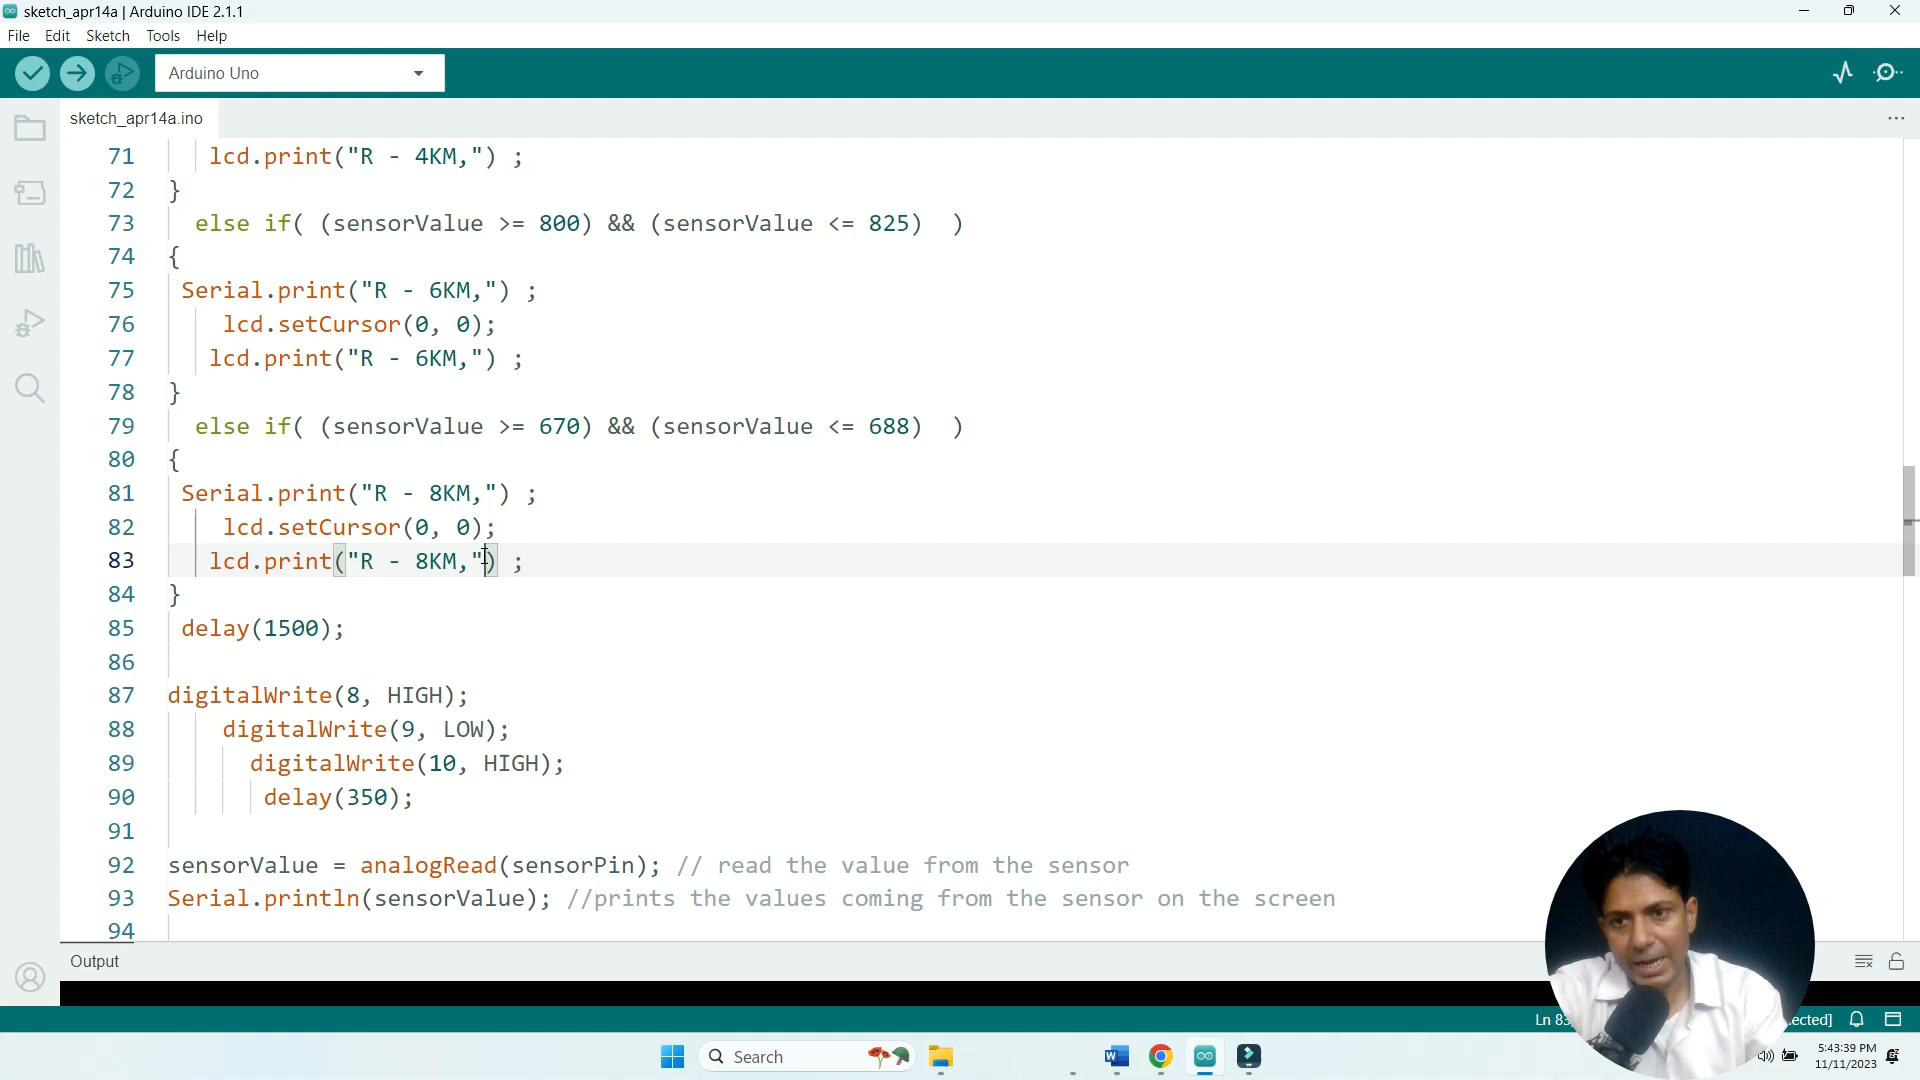 sketch_apr14a | Arduino IDE 2.1.1
File Edit Sketch Tools Help
Arduino Uno
sketch_apr14a.ino
71 lcd.print("R - 4KM,") ;
72 }
73 else if( (sensorValue >= 800) && (sensorValue <= 825) )
74 {
75 Serial.print("R - 6KM,") ;
76 lcd.setCursor(0, 0);
77 lcd.print("R - 6KM,") ;
78 }
79 else if( (sensorValue >= 670) && (sensorValue <= 688) )
80 {
81 Serial.print("R - 8KM,") ;
82 lcd.setCursor(0, 0);
83 lcd.print("R - 8KM,") ;
84 }
85 delay(1500);
86
87 digitalWrite(8, HIGH);
88 digitalWrite(9, LOW);
89 digitalWrite(10, HIGH);
90 delay(350);
91
92 sensorValue = analogRead(sensorPin); // read the value from the sensor
93 Serial.println(sensorValue); //prints the values coming from the sensor on the screen
94
Output
Ln 83
ected]
Search
5:43:39 PM
11/11/2023